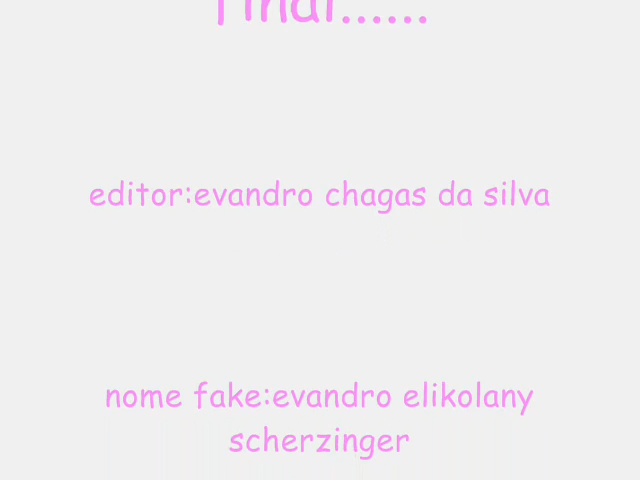 Final......
editor:evandro chagas da silva
nome fake:evandro elikolany
scherzinger